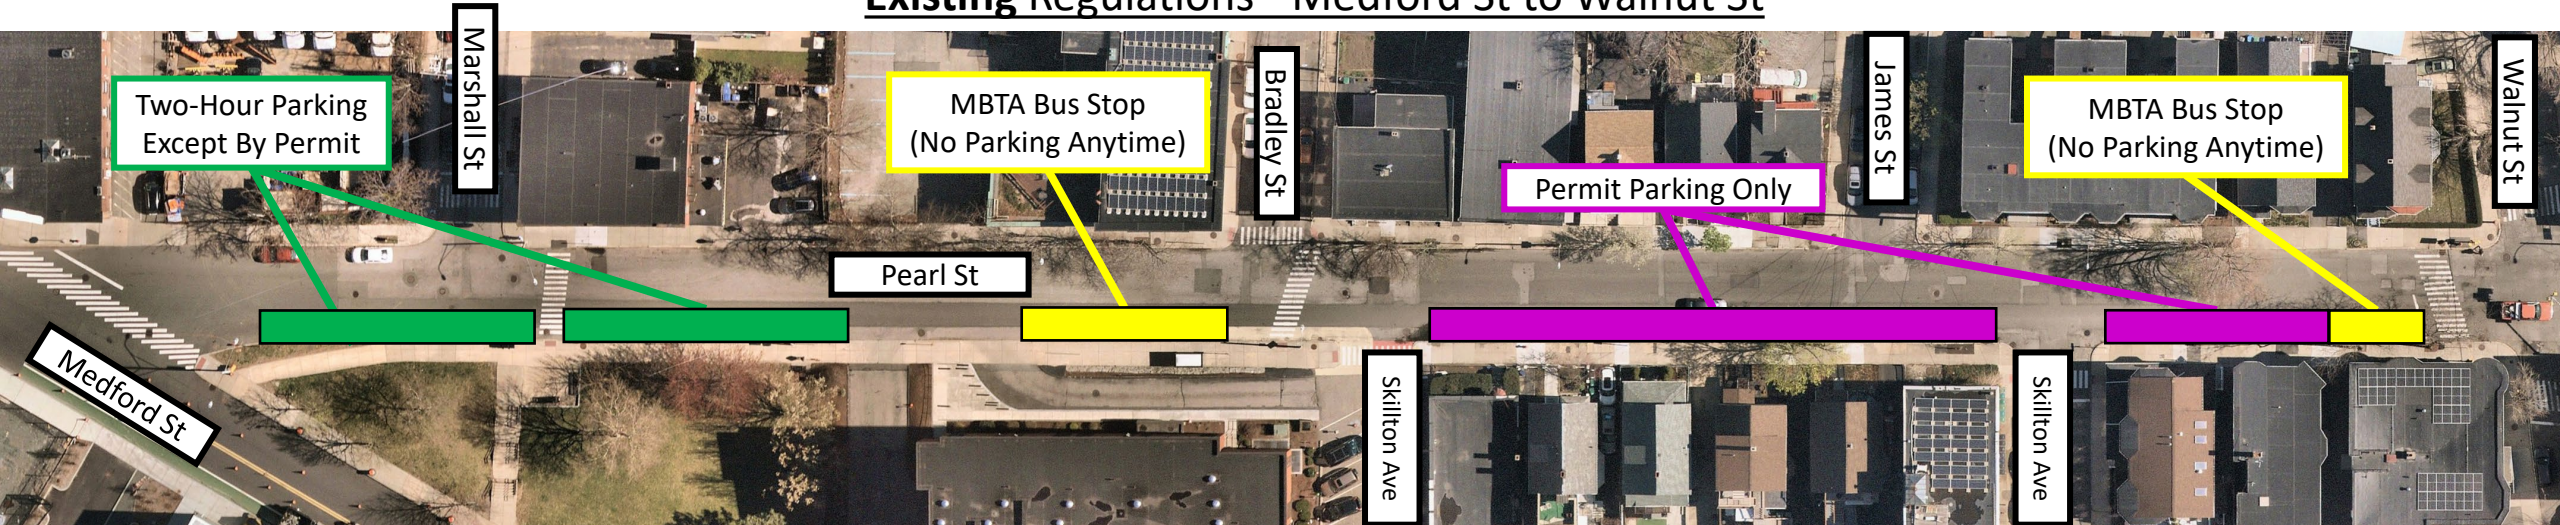 Existing Regulations - Medford St to Walnut St
Marshall St
Two-Hour Parking
Except By Permit
MBTA Bus Stop
(No Parking Anytime)
Bradley St
James St
MBTA Bus Stop
(No Parking Anytime)
Walnut St
Permit Parking Only
Pearl St
Medford St
Skillton Ave
Skilton Ave